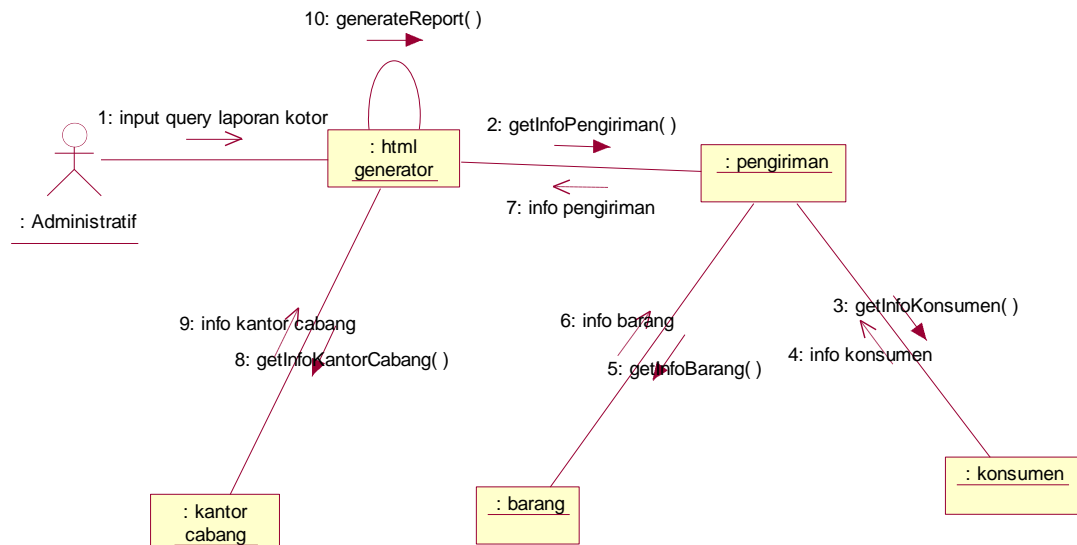 10: generateReport( )
1: input query laporan kotor
2: getInfoPengiriman( )
: html
generator
: pengiriman
7: info pengiriman
: Administratif
3: getInfoKonsumen( )
9: info kantor cabang
6: info barang
8: getInfoKantorCabang( )
4: info konsumen
5: getInfoBarang( )
: konsumen
: kantor
cabang
: barang